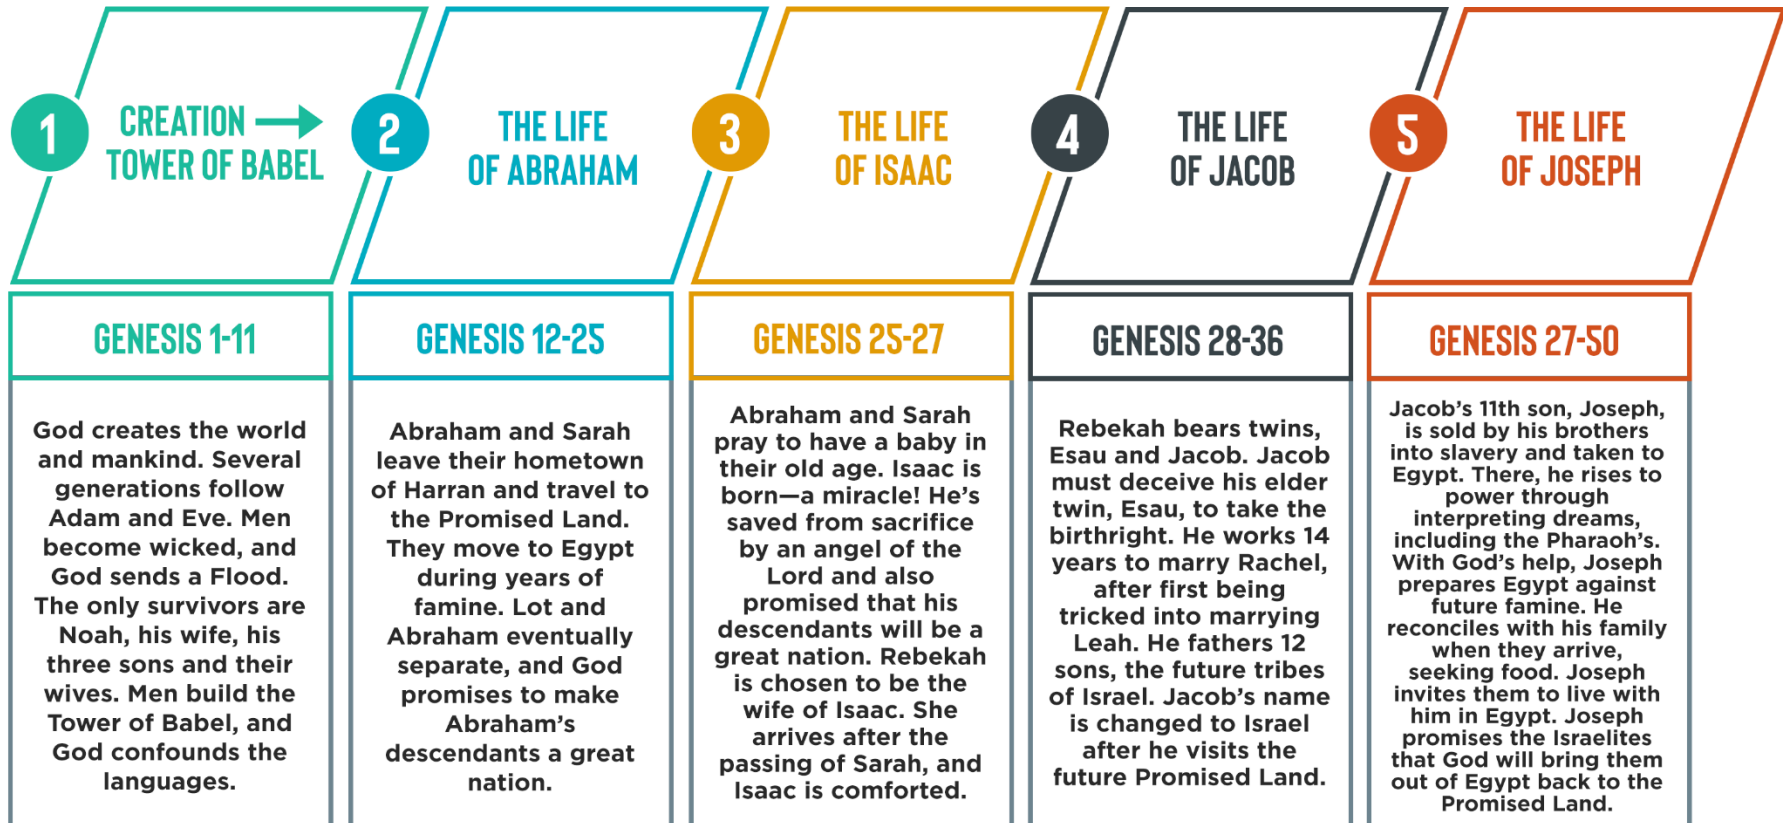 1
CREATION →
TOWER OF BABEL
2
THE LIFE
OF ABRAHAM
3
THE LIFE
OF ISAAC
4
THE LIFE
OF JACOB
5
THE LIFE
OF JOSEPH
GENESIS 1-11
God creates the world
and mankind. Several
generations follow
Adam and Eve. Men
become wicked, and
God sends a Flood.
The only survivors are
Noah, his wife, his
three sons and their
wives. Men build the
Tower of Babel, and
God confounds the
languages.
GENESIS 12-25
Abraham and Sarah
leave their hometown
of Harran and travel to
the Promised Land.
They move to Egypt
during years of
famine. Lot and
Abraham eventually
separate, and God
promises to make
Abraham's
descendants a great
nation.
GENESIS 25-27
Abraham and Sarah
pray to have a baby in
their old age. Isaac is
born—a miracle! He's
saved from sacrifice
by an angel of the
Lord and also
promised that his
descendants will be a
great nation. Rebekah
is chosen to be the
wife of Isaac. She
arrives after the
passing of Sarah, and
Isaac is comforted.
GENESIS 28-36
Rebekah bears twins,
Esau and Jacob. Jacob
must deceive his elder
twin, Esau, to take the
birthright. He works 14
years to marry Rachel,
after first being
tricked into marrying
Leah. He fathers 12
sons, the future tribes
of Israel. Jacob's name
is changed to Israel
after he visits the
future Promised Land.
GENESIS 27-50
Jacob's 11th son, Joseph,
is sold by his brothers
into slavery and taken to
Egypt. There, he rises to
power through
interpreting dreams,
including the Pharaoh's.
With God's help, Joseph
prepares Egypt against
future famine. He
reconciles with his family
when they arrive,
seeking food. Joseph
invites them to live with
him in Egypt. Joseph
promises the Israelites
that God will bring them
out of Egypt back to the
Promised Land.